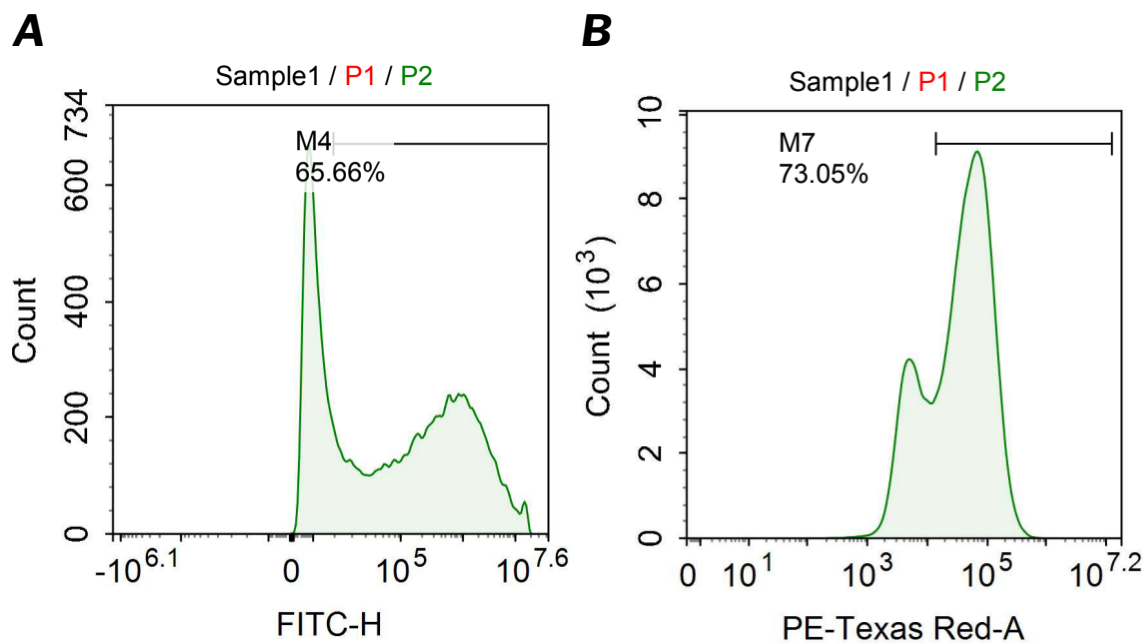 A
Sample1 / P1 / P2
734
600
400
200
0
Count
M4
65.66%
-10^6.1
0
10^5
10^7.6
FITC-H
B
Sample1 / P1 / P2
10
8
6
4
2
0
Count (10^3)
M7
73.05%
0
10^1
10^3
10^5
10^7.2
PE-Texas Red-A